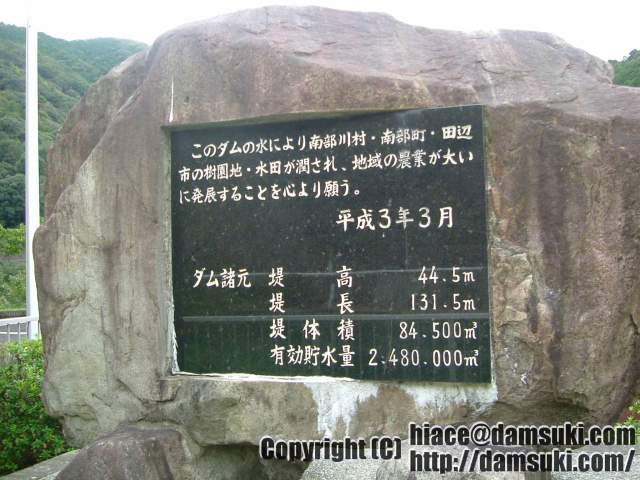 このダムの水により南部川村・南部町・田辺
市の樹園地・水田が潤され、地域の農業が大い
に発展することを心より願う。
平成3年3月
ダム諸元 堤高 44.5m
堤長 131.5m
堤体積 84.500㎥
有効貯水量 2.480.000㎥
Copyright (C) hiace@damsuki.com
http://damsuki.com/